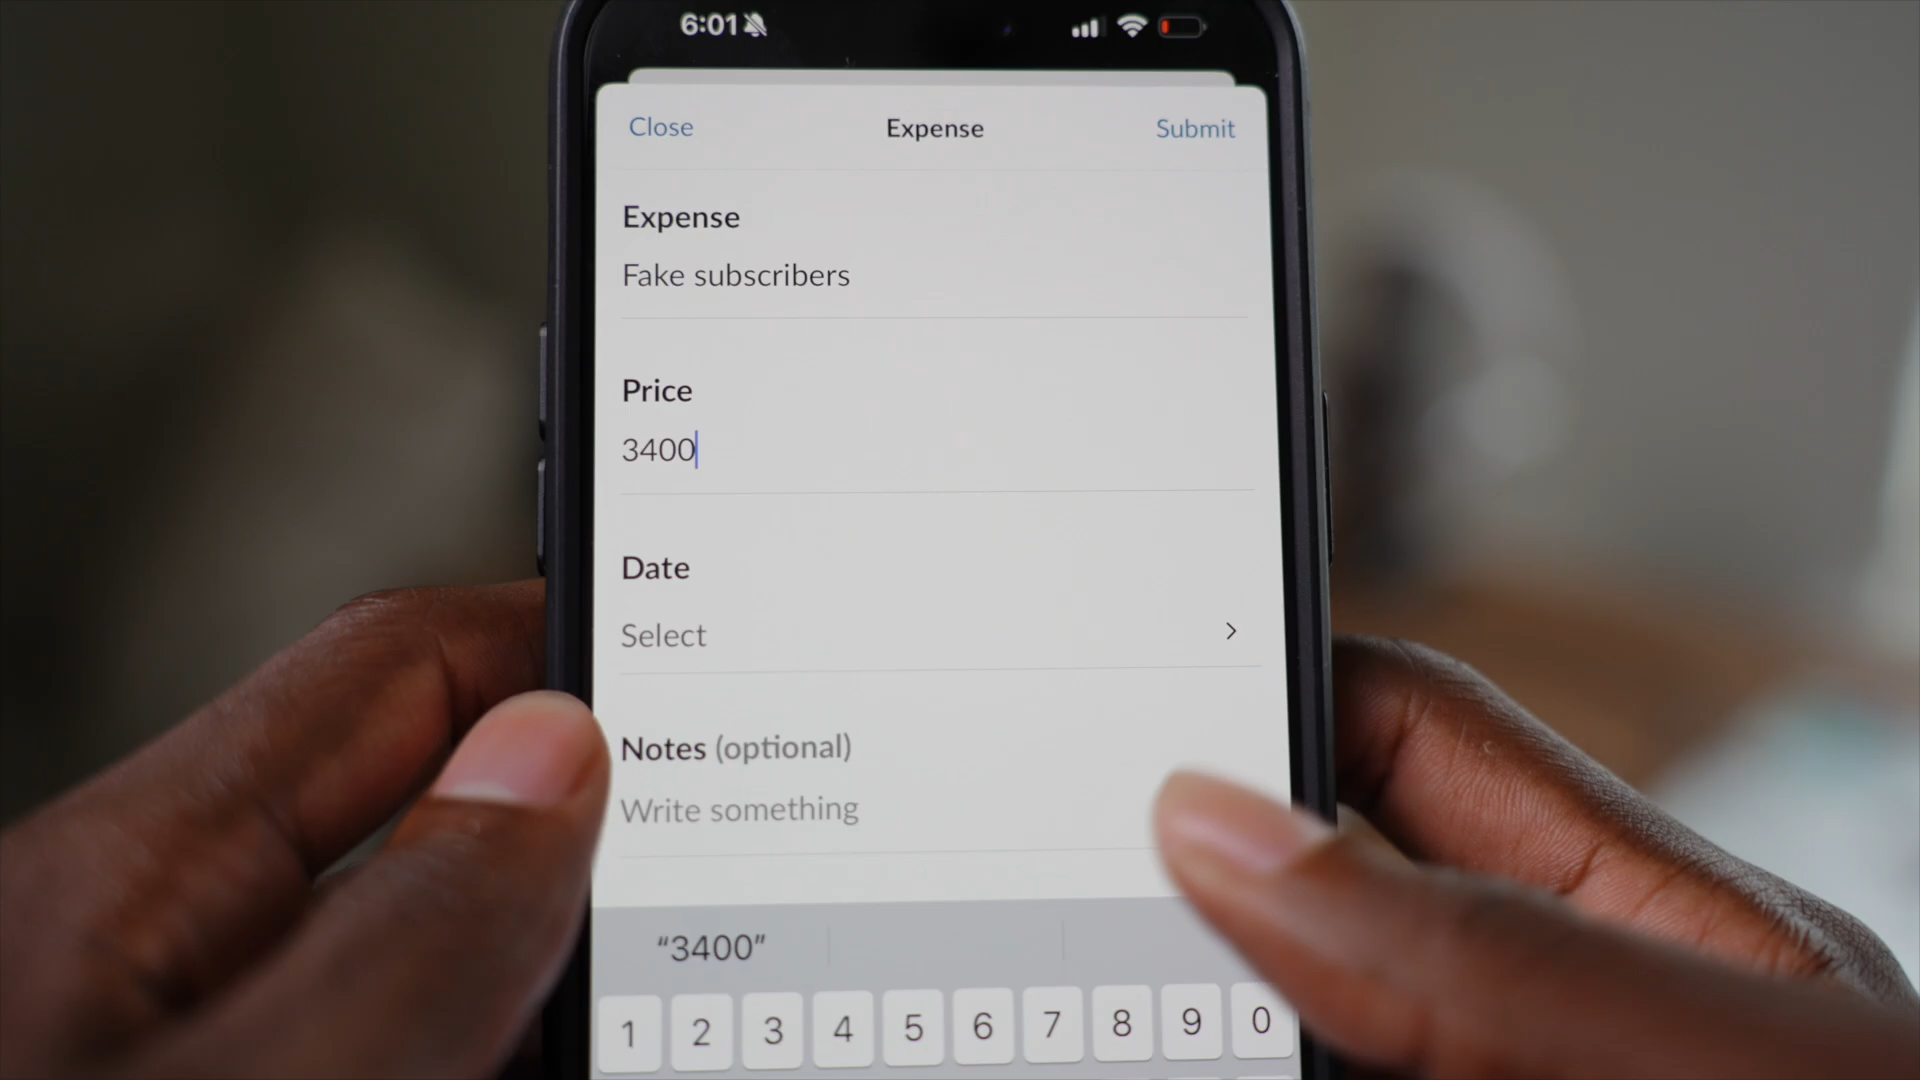 6:01
Close Expense Submit
Expense
Fake subscribers
Price
3400
Date
Select
Notes (optional)
Write something
“3400”
1 2 3 4 5 6 7 8 9 0